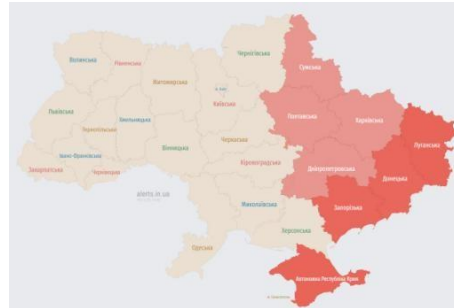 Чернігівська
Волинська
Рівненська
Сумська
Житомирська
м. Київ
Київська
Львівська
Полтавська
Харківська
Тернопільська
Хмельницька
Луганська
Черкаська
Вінницька
Івано-Франківська
Кіровоградська
Дніпропетровська
Донецька
Закарпатська
Чернівецька
alerts.in.ua
Миколаївська
Запорізька
Херсонська
Одеська
Автономна Республіка Крим